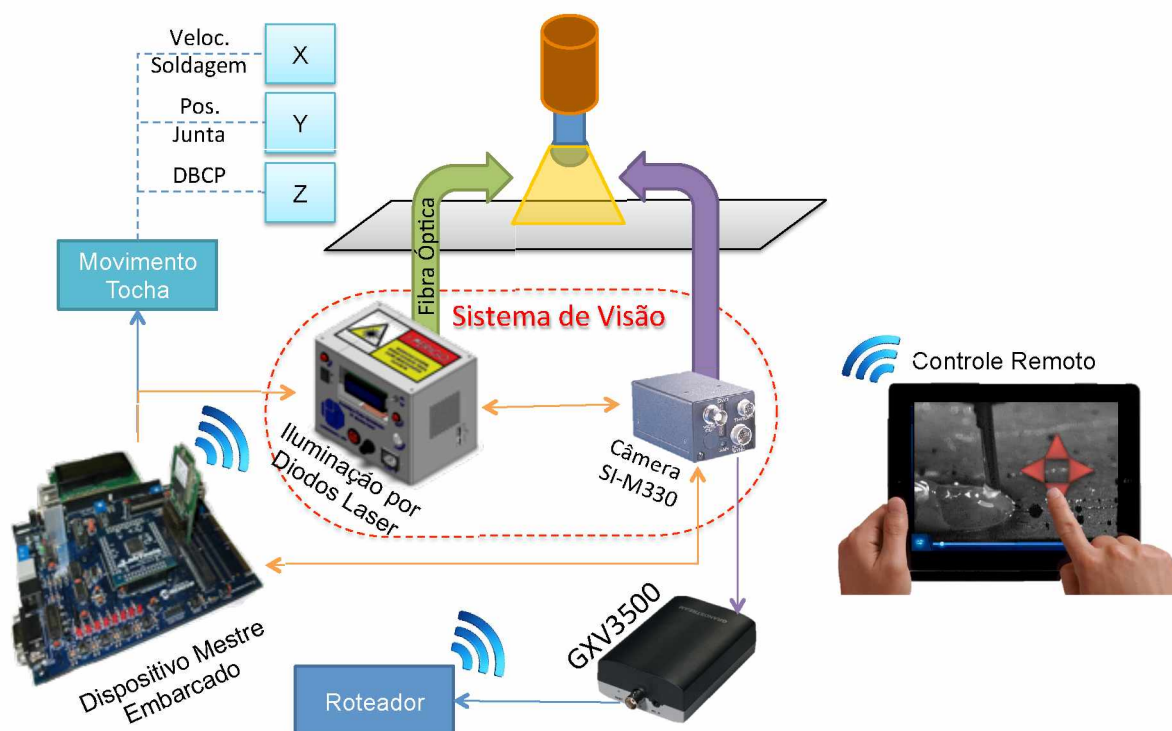 Veloc.
Soldagem
X
Pos.
Junta
Y
DBCP
Z
Movimento
Tocha
Fibra Óptica
Sistema de Visão
Iluminação por
Diodos Laser
Câmera
SI-M330
Controle Remoto
Dispositivo Mestre
Embarcado
GXV3500
Roteador